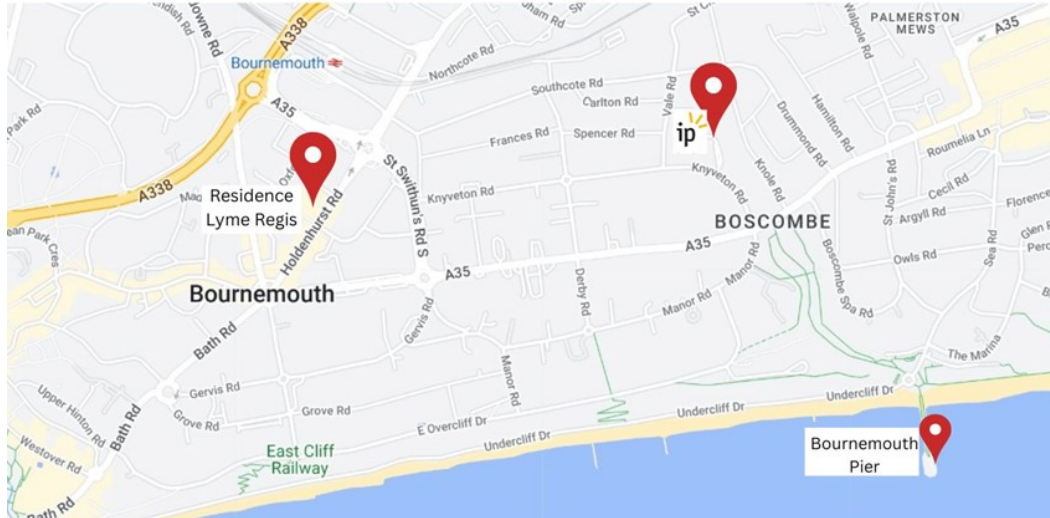 A338
Bournemouth
A35
Northcote Rd
Southcote Rd
Carlton Rd
Vale Rd
Frances Rd
Spencer Rd
ip
Drummond Rd
Hamilton Rd
Walpole Rd
PALMERSTON
MEWS
A35
Roumelia Ln
Park Rd
A338
Residence
Lyme Regis
Holdenhurst Rd
St Swithun's Rd S
Knyveton Rd
Knyveton Rd
Knole Rd
St John's Rd
Cecil Rd
Argyll Rd
Florence
BOSCOMBE
Owls Rd
Sea Rd
Boscombe Spa Rd
A35
A35
Derby Rd
Manor Rd
Manor Rd
Bournemouth
Gervis Rd
Bath Rd
Manor Rd
The Marina
Gervis Rd
Grove Rd
Grove Rd
Upper Hinton Rd
Westover Rd
Bath Rd
Bath Rd
E Overcliff Dr
Undercliff Dr
Undercliff Dr
Undercliff Dr
East Cliff
Railway
Bournemouth
Pier